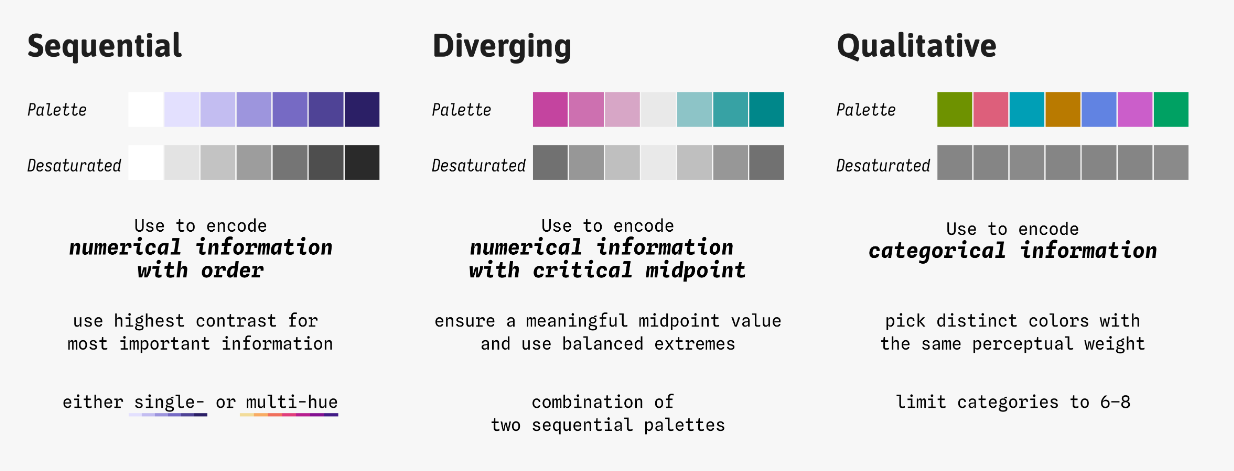 Sequential
Palette
Desaturated
Use to encode
numerical information
with order
use highest contrast for
most important information
either single- or multi-hue
Diverging
Palette
Desaturated
Use to encode
numerical information
with critical midpoint
ensure a meaningful midpoint value
and use balanced extremes
combination of
two sequential palettes
Qualitative
Palette
Desaturated
Use to encode
categorical information
pick distinct colors with
the same perceptual weight
limit categories to 6–8